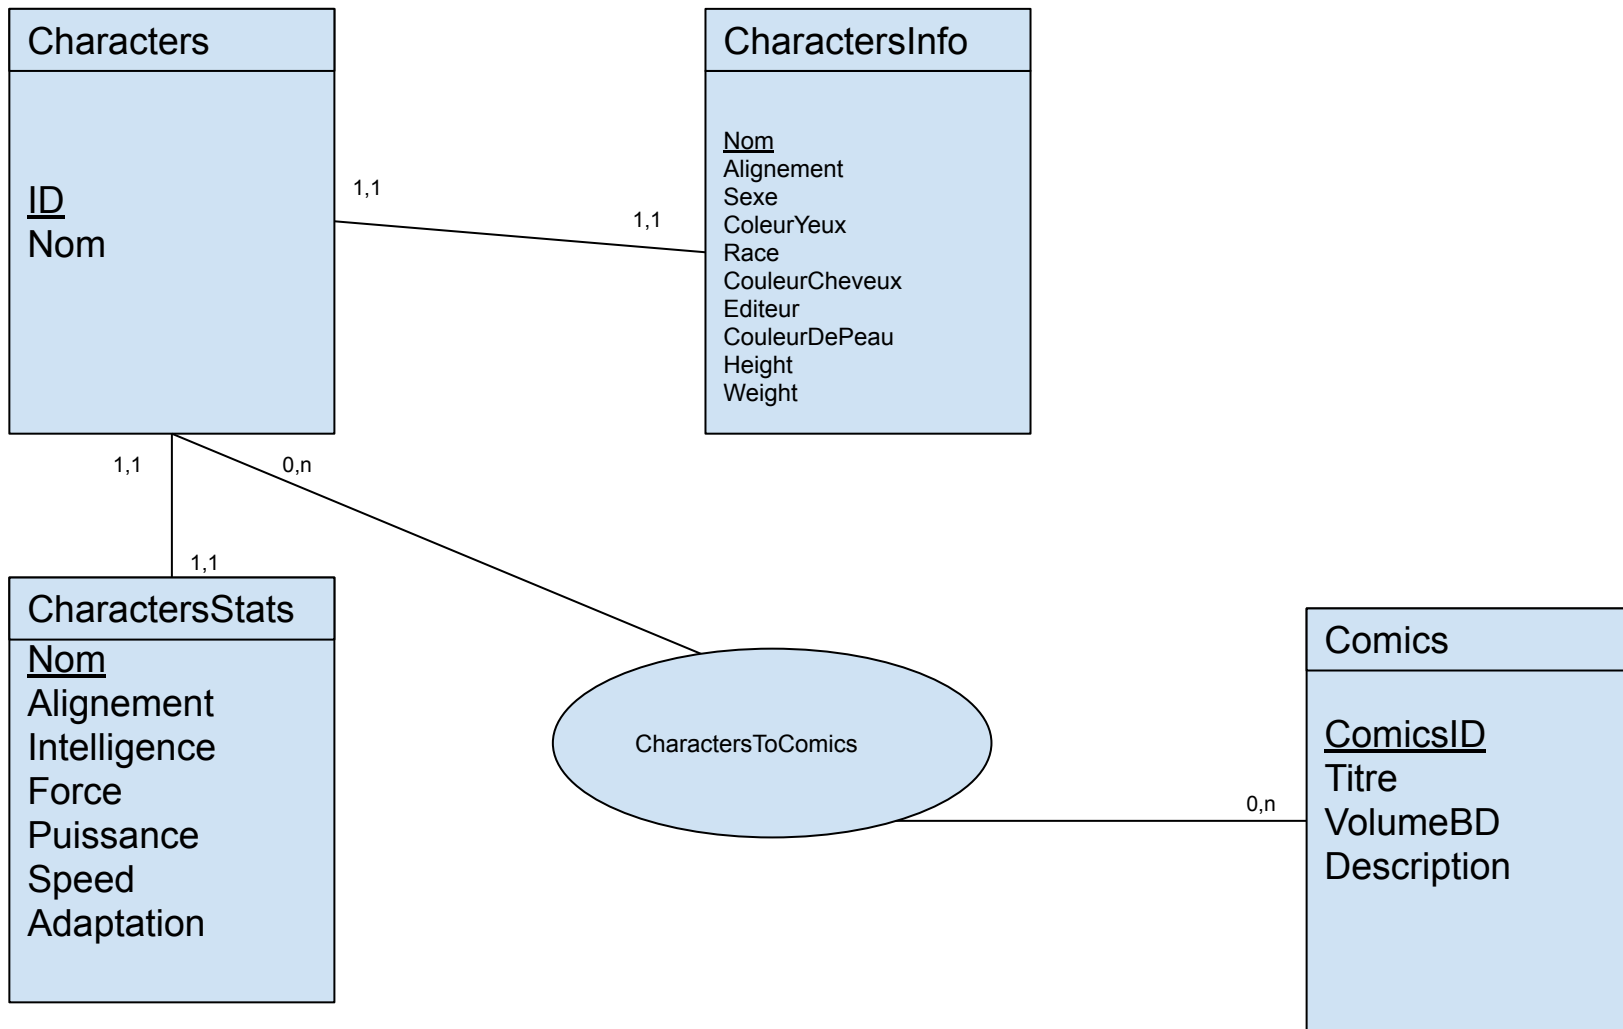 Characters
ID
Nom
CharactersInfo
Nom
Alignement
Sexe
ColeurYeux
Race
CouleurCheveux
Editeur
CouleurDePeau
Height
Weight
1,1
1,1
1,1
0,n
1,1
CharactersStats
Nom
Alignement
Intelligence
Force
Puissance
Speed
Adaptation
CharactersToComics
0,n
Comics
ComicsID
Titre
VolumeBD
Description